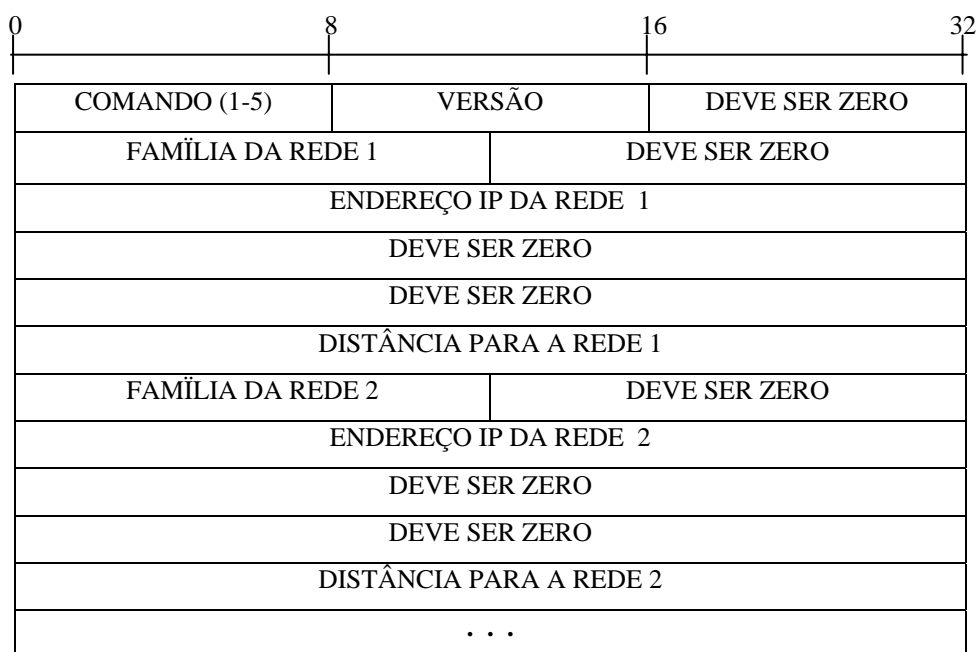 0 8 16 32
COMANDO (1-5) VERSÃO DEVE SER ZERO
FAMÏLIA DA REDE 1 DEVE SER ZERO
ENDEREÇO IP DA REDE 1
DEVE SER ZERO
DEVE SER ZERO
DISTÂNCIA PARA A REDE 1
FAMÏLIA DA REDE 2 DEVE SER ZERO
ENDEREÇO IP DA REDE 2
DEVE SER ZERO
DEVE SER ZERO
DISTÂNCIA PARA A REDE 2
. . .